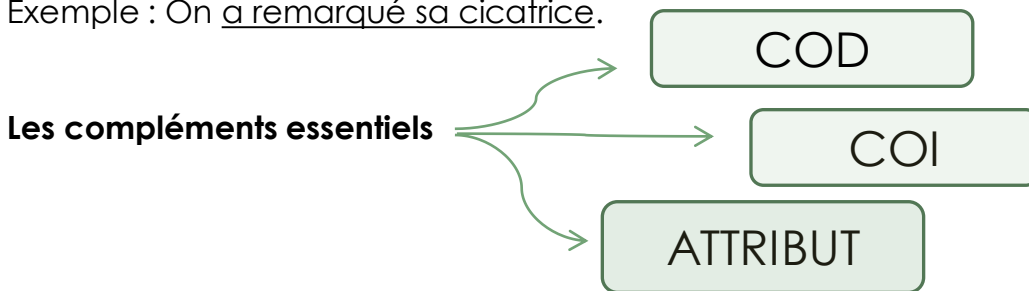 Exemple : On a remarqué sa cicatrice.
COD
Les compléments essentiels
COI
ATTRIBUT